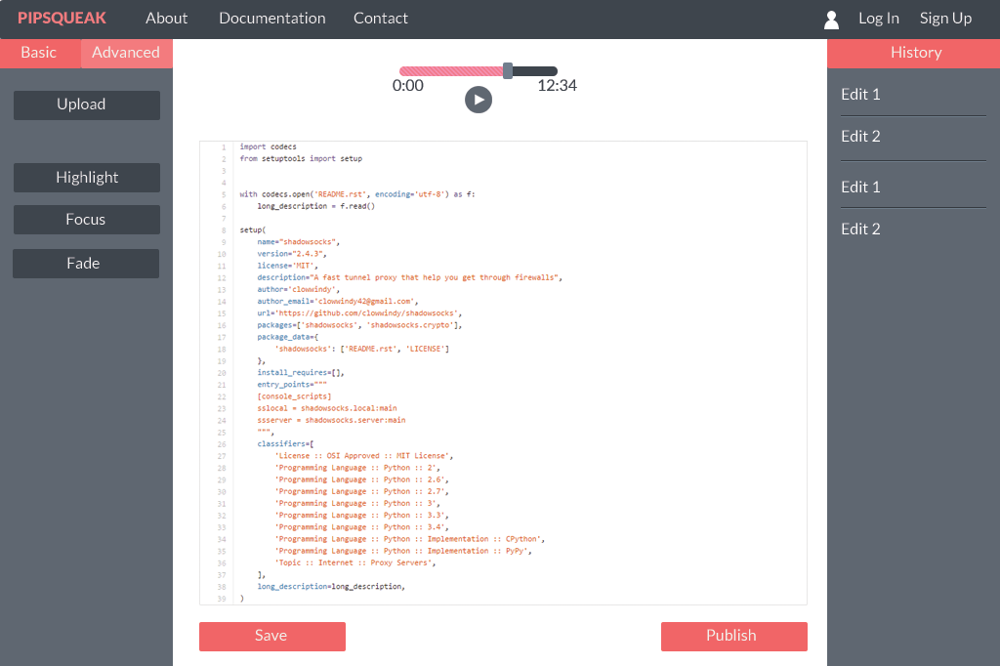 PIPSQUEAK About Documentation Contact Log In Sign Up
Basic Advanced
Upload
Highlight
Focus
Fade
0:00 12:34
1 import codecs
2 from setuptools import setup
3
4
5 with codecs.open('README.rst', encoding='utf-8') as f:
6     long_description = f.read()
7
8 setup(
9     name="shadowsocks",
10     version="2.4.3",
11     license='MIT',
12     description="A fast tunnel proxy that help you get through firewalls",
13     author='clowwindy',
14     author_email='clowwindy42@gmail.com',
15     url='https://github.com/clowwindy/shadowsocks',
16     packages=['shadowsocks', 'shadowsocks.crypto'],
17     package_data={
18         'shadowsocks': ['README.rst', 'LICENSE']
19     },
20     install_requires=[],
21     entry_points="""
22     [console_scripts]
23     sslocal = shadowsocks.local:main
24     ssserver = shadowsocks.server:main
25     """,
26     classifiers=[
27         'License :: OSI Approved :: MIT License',
28         'Programming Language :: Python :: 2',
29         'Programming Language :: Python :: 2.6',
30         'Programming Language :: Python :: 2.7',
31         'Programming Language :: Python :: 3',
32         'Programming Language :: Python :: 3.3',
33         'Programming Language :: Python :: 3.4',
34         'Programming Language :: Python :: Implementation :: CPython',
35         'Programming Language :: Python :: Implementation :: PyPy',
36         'Topic :: Internet :: Proxy Servers',
37     ],
38     long_description=long_description,
39 )
Save Publish
History
Edit 1
Edit 2
Edit 1
Edit 2